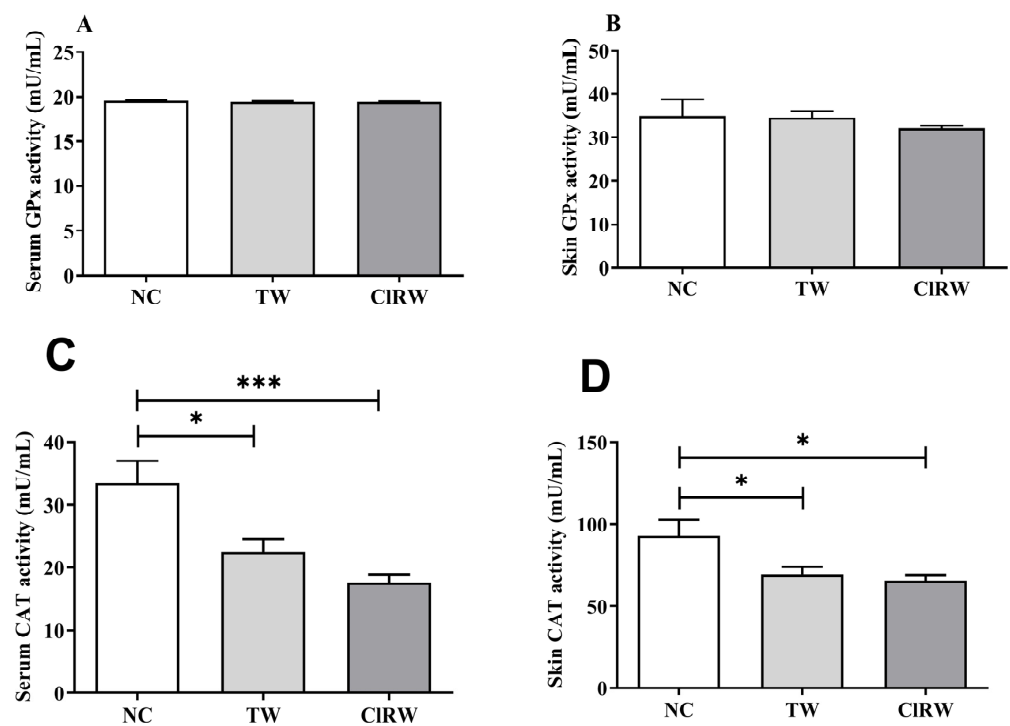 A
Serum GPx activity (mU/mL)
25
20
15
10
5
0
NC TW ClRW
B
Skin GPx activity (mU/mL)
50
40
30
20
10
0
NC TW ClRW
C
Serum CAT activity (mU/mL)
***
*
40
30
20
10
0
NC TW ClRW
D
Skin CAT activity (mU/mL)
*
*
150
100
50
0
NC TW ClRW